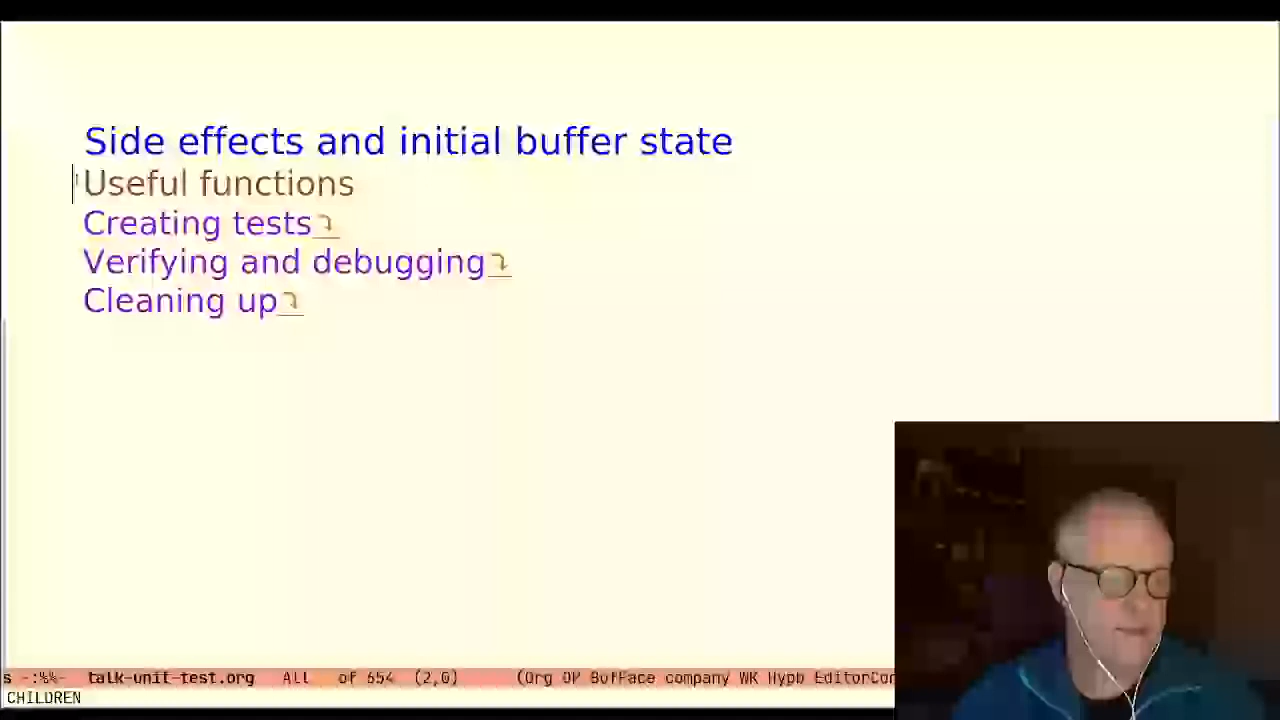 Side effects and initial buffer state
Useful functions
Creating tests
Verifying and debugging
Cleaning up
s -:%%- talk-unit-test.org ALL of 654 (2,0) (Org OP BufFace company WK Hypb EditorCon
CHILDREN